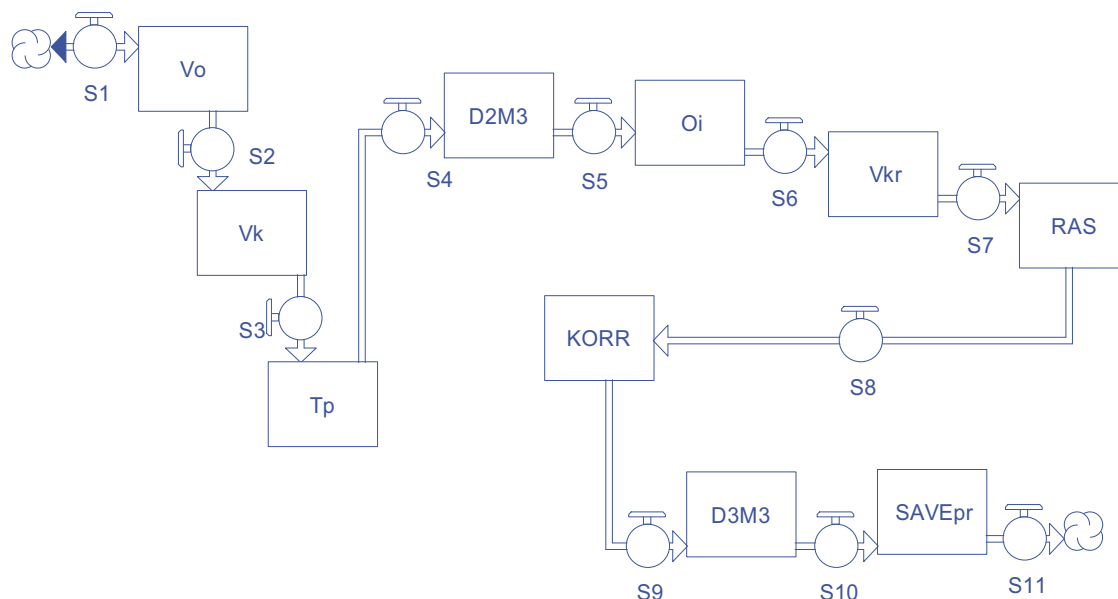 Vo
S1
S2
Vk
S3
Tp
S4
D2M3
S5
Oi
S6
Vkr
S7
RAS
S8
KORR
S9
D3M3
S10
SAVEpr
S11